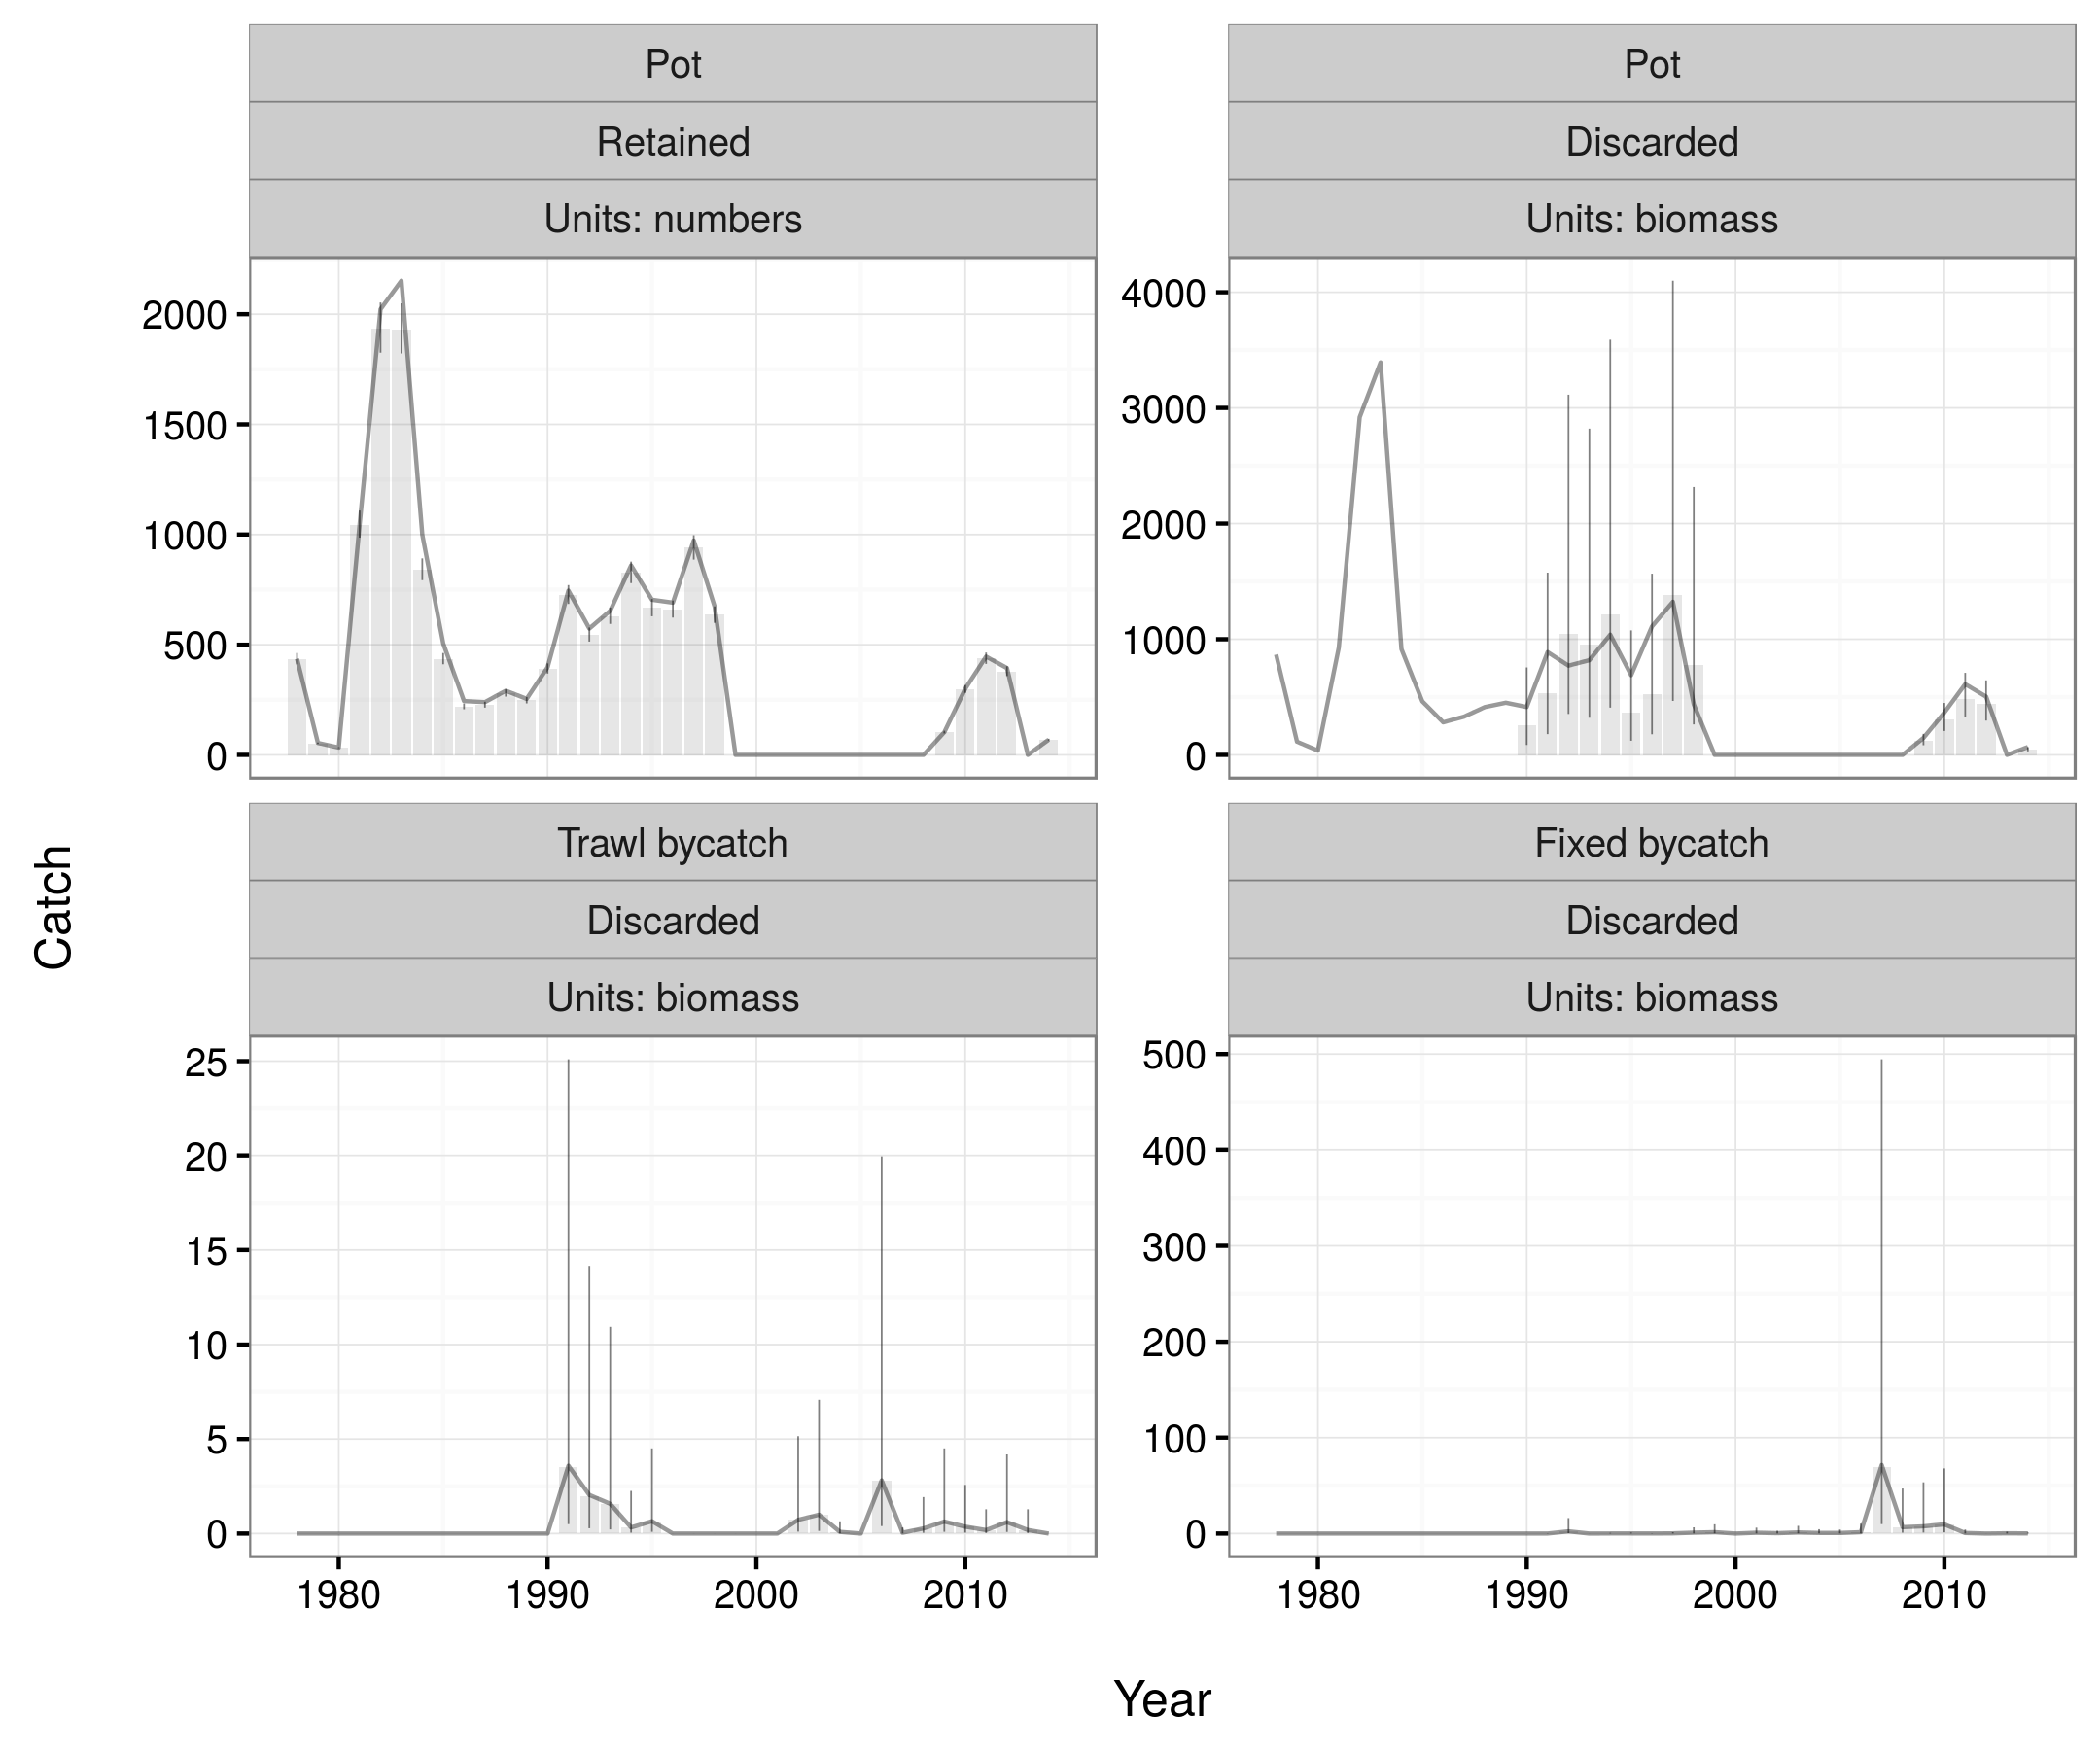 Pot
Retained
Units: numbers
2000
1500
1000
500
0
Pot
Discarded
Units: biomass
4000
3000
2000
1000
0
Catch
Trawl bycatch
Discarded
Units: biomass
25
20
15
10
5
0
1980 1990 2000 2010
Fixed bycatch
Discarded
Units: biomass
500
400
300
200
100
0
1980 1990 2000 2010
Year